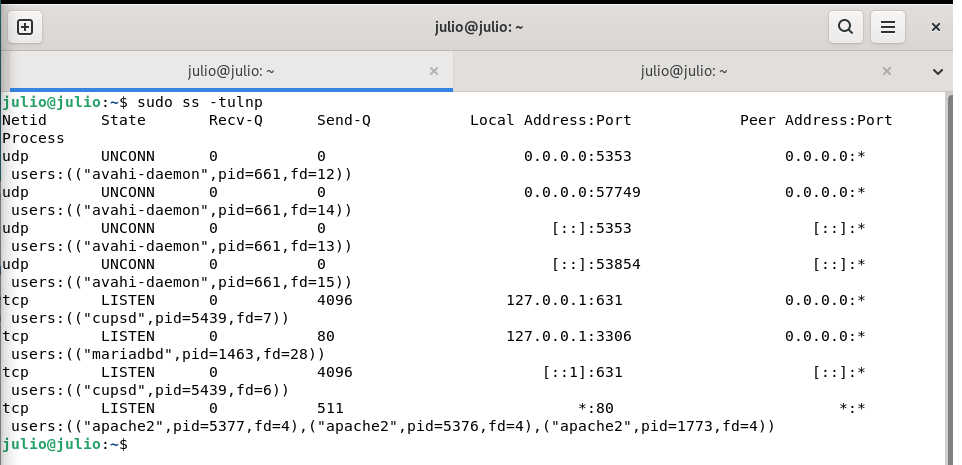 julio@julio: ~
julio@julio: ~ ×
julio@julio: ~ ×
julio@julio:~$ sudo ss -tulnp
Netid State Recv-Q Send-Q Local Address:Port Peer Address:Port
Process
udp UNCONN 0 0 0.0.0.0:5353 0.0.0.0:*
users:(("avahi-daemon",pid=661,fd=12))
udp UNCONN 0 0 0.0.0.0:57749 0.0.0.0:*
users:(("avahi-daemon",pid=661,fd=14))
udp UNCONN 0 0 [::]:5353 [::]:*
users:(("avahi-daemon",pid=661,fd=13))
udp UNCONN 0 0 [::]:53854 [::]:*
users:(("avahi-daemon",pid=661,fd=15))
tcp LISTEN 0 4096 127.0.0.1:631 0.0.0.0:*
users:(("cupsd",pid=5439,fd=7))
tcp LISTEN 0 80 127.0.0.1:3306 0.0.0.0:*
users:(("mariadbd",pid=1463,fd=28))
tcp LISTEN 0 4096 [::1]:631 [::]:*
users:(("cupsd",pid=5439,fd=6))
tcp LISTEN 0 511 *:80 *:*
users:(("apache2",pid=5377,fd=4),("apache2",pid=5376,fd=4),("apache2",pid=1773,fd=4))
julio@julio:~$